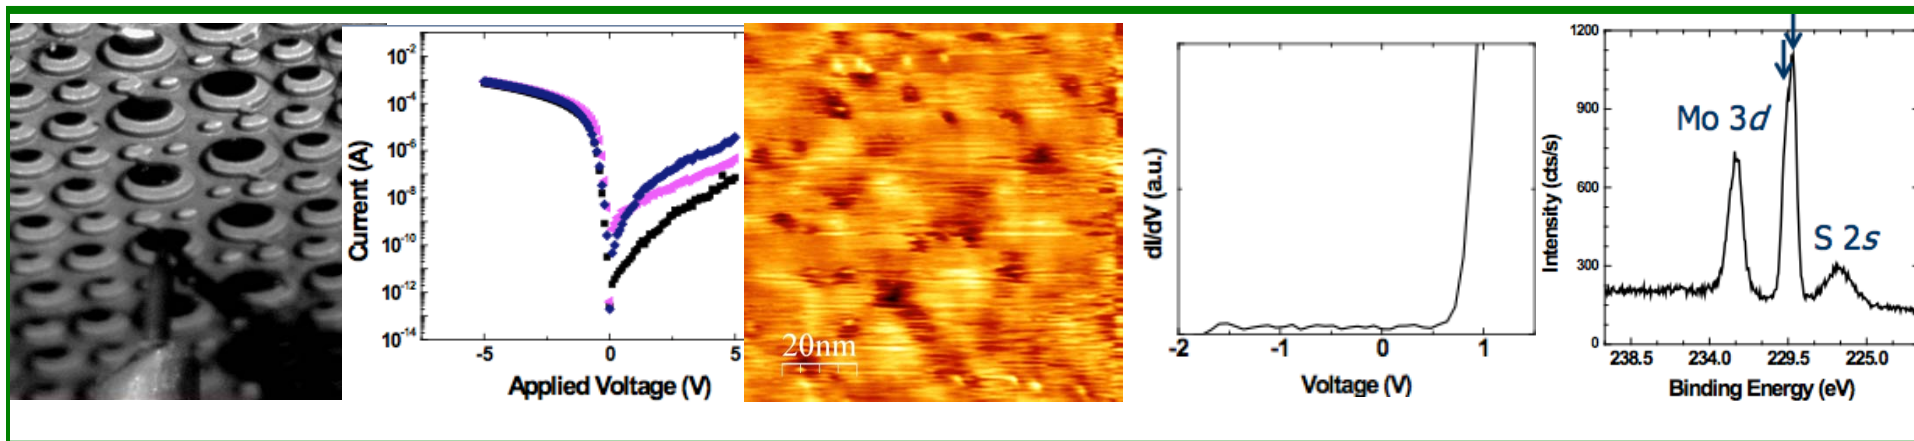 10^-2
10^-4
10^-6
10^-8
10^-10
10^-12
10^-14
Current (A)
-5 0 5
Applied Voltage (V)
20nm
dI/dV (a.u.)
-2 -1 0 1
Voltage (V)
1200
900
600
300
0
Intensity (cts/s)
Mo 3d
S 2s
238.5 234.0 229.5 225.0
Binding Energy (eV)